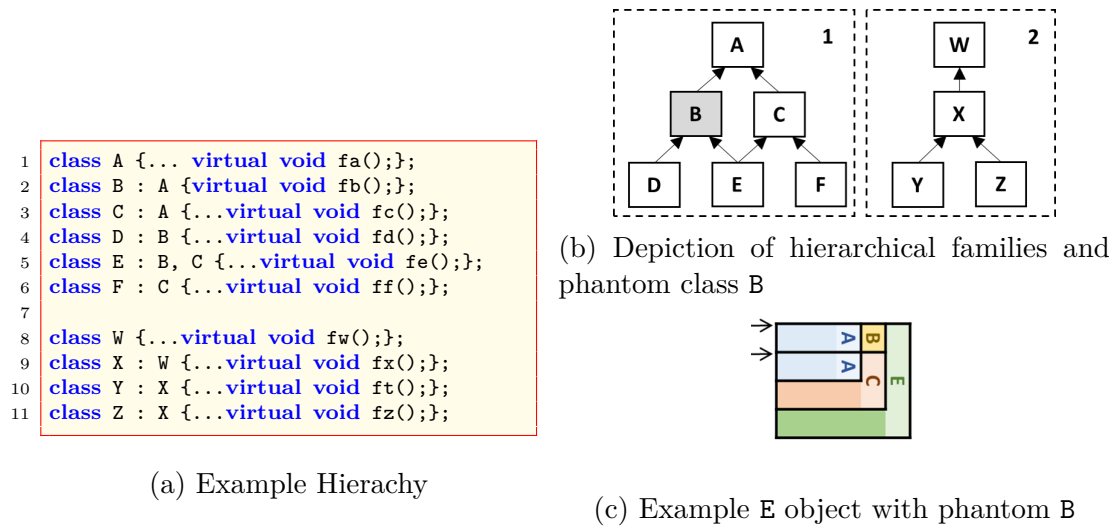 1 class A {... virtual void fa();};
2 class B : A {virtual void fb();};
3 class C : A {...virtual void fc();};
4 class D : B {...virtual void fd();};
5 class E : B, C {...virtual void fe();};
6 class F : C {...virtual void ff();};
7
8 class W {...virtual void fw();};
9 class X : W {...virtual void fx();};
10 class Y : X {...virtual void ft();};
11 class Z : X {...virtual void fz();};
(a) Example Hierachy
A 1
B C
D E F
W 2
X
Y Z
(b) Depiction of hierarchical families and
phantom class B
A B
A C E
(c) Example E object with phantom B